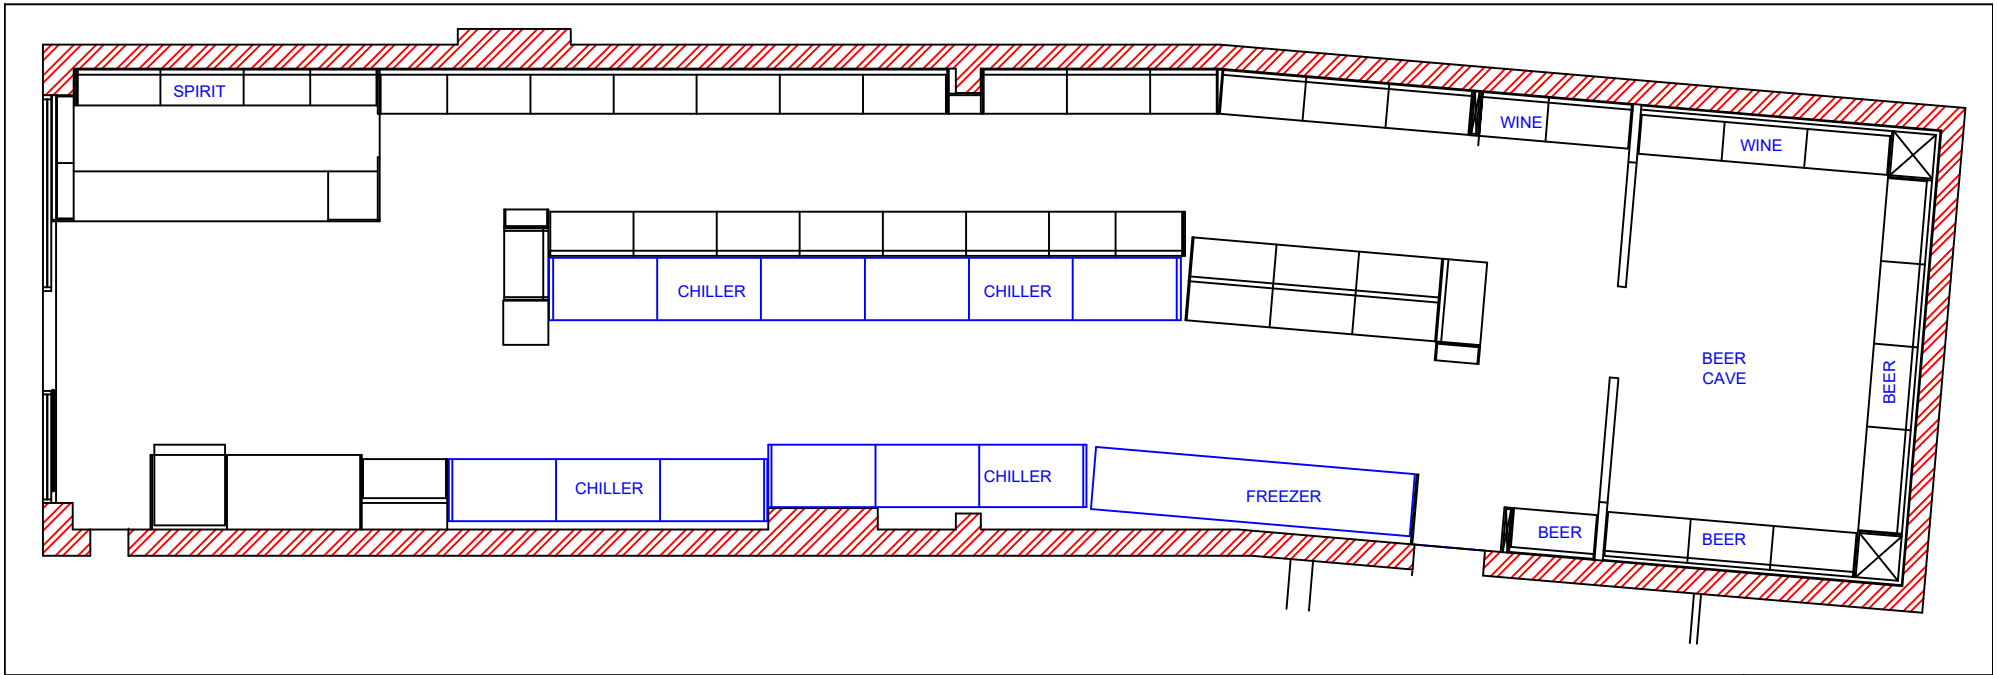 SPIRIT
WINE
WINE
CHILLER
CHILLER
BEER
CAVE
BEER
CHILLER
CHILLER
FREEZER
BEER
BEER